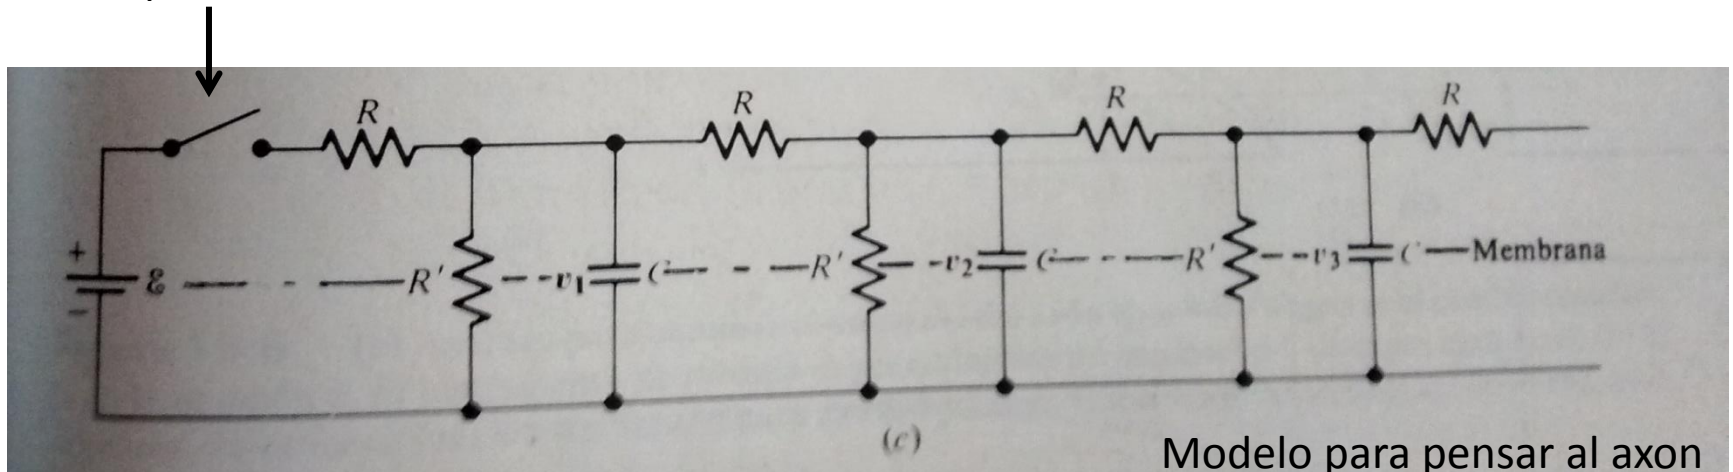 R R R R
+
ℰ R' v₁ C R' v₂ C R' v₃ C Membrana
−
(c)
Modelo para pensar al axon